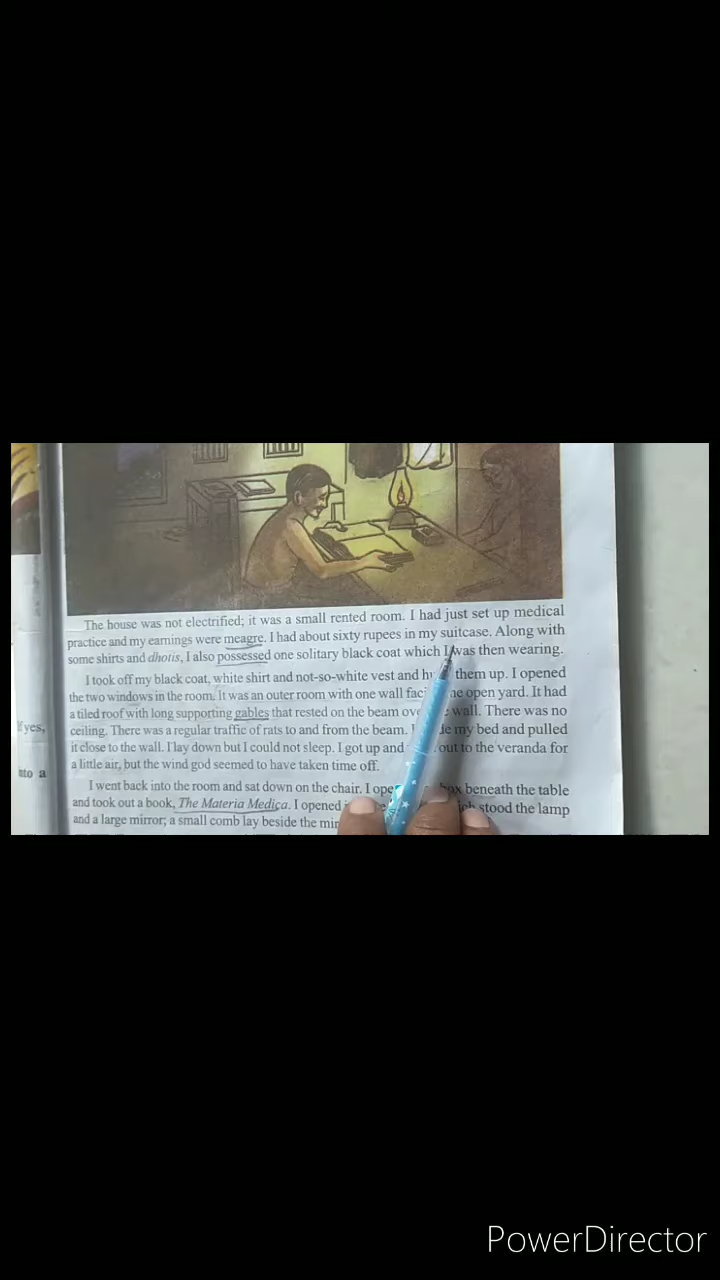 The house was not electrified; it was a small rented room. I had just set up medical
practice and my earnings were meagre. I had about sixty rupees in my suitcase. Along with
some shirts and dhotis, I also possessed one solitary black coat which I was then wearing.
I took off my black coat, white shirt and not-so-white vest and them up. I opened
the two windows in the room. It was an outer room with one wall open yard. It had
a tiled roof with long supporting gables that rested on the beam wall. There was no
ceiling. There was a regular traffic of rats to and from the beam. my bed and pulled
it close to the wall. I lay down but I could not sleep. I got up and out to the veranda for
a little air, but the wind god seemed to have taken time off.
I went back into the room and sat down on the chair. I box beneath the table
and took out a book, The Materia Medica. I opened stood the lamp
and a large mirror; a small comb lay beside the
If yes,
into a
PowerDirector